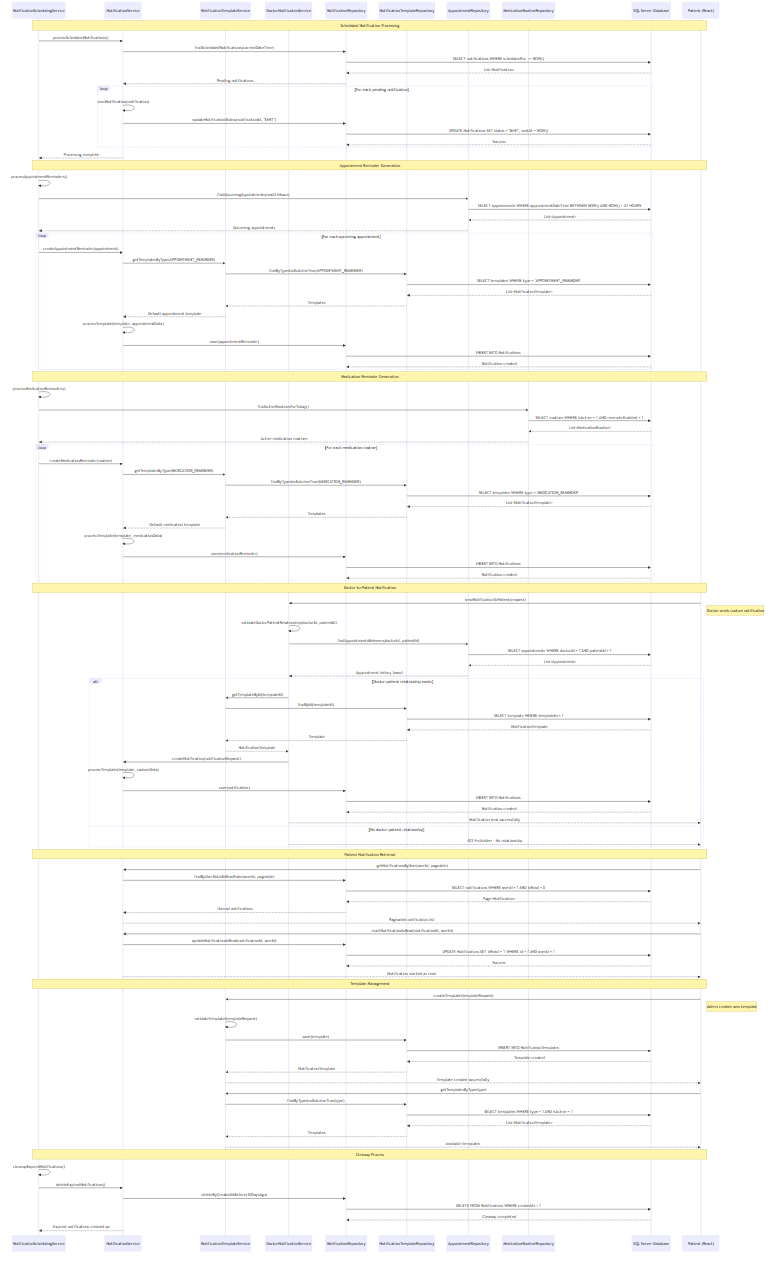 NotificationSchedulingService
NotificationService
NotificationTemplateService
DoctorNotificationService
NotificationRepository
NotificationTemplateRepository
AppointmentRepository
MedicationRoutineRepository
SQL Server Database
Patient (React)
Scheduled Notification Processing
processScheduledNotifications()
findScheduledNotifications(currentDateTime)
SELECT notifications WHERE scheduledFor <= NOW()
List<Notification>
Pending notifications
loop
[For each pending notification]
sendNotification(notification)
updateNotificationStatus(notificationId, "SENT")
UPDATE Notifications SET status = 'SENT', sentAt = NOW()
Success
Processing complete
Appointment Reminder Generation
processAppointmentReminders()
findUpcomingAppointments(next24Hours)
SELECT appointments WHERE appointmentDateTime BETWEEN NOW() AND NOW() + 24 HOURS
List<Appointment>
Upcoming appointments
loop
[For each upcoming appointment]
createAppointmentReminder(appointment)
getTemplatesByType(APPOINTMENT_REMINDER)
findByTypeAndIsActiveTrue(APPOINTMENT_REMINDER)
SELECT templates WHERE type = 'APPOINTMENT_REMINDER'
List<NotificationTemplate>
Templates
Default appointment template
processTemplate(template, appointmentData)
save(appointmentReminder)
INSERT INTO Notifications
Notification created
Medication Reminder Generation
processMedicationReminders()
findActiveRoutinesForToday()
SELECT routines WHERE isActive = 1 AND reminderEnabled = 1
List<MedicationRoutine>
Active medication routines
loop
[For each medication routine]
createMedicationReminder(routine)
getTemplatesByType(MEDICATION_REMINDER)
findByTypeAndIsActiveTrue(MEDICATION_REMINDER)
SELECT templates WHERE type = 'MEDICATION_REMINDER'
List<NotificationTemplate>
Templates
Default medication template
processTemplate(template, medicationData)
save(medicationReminder)
INSERT INTO Notifications
Notification created
Doctor-to-Patient Notification
sendNotificationToPatient(request)
Doctor sends custom notification
validateDoctorPatientRelationship(doctorId, patientId)
findAppointmentsBetween(doctorId, patientId)
SELECT appointments WHERE doctorId = ? AND patientId = ?
List<Appointment>
Appointment history found
alt
[Doctor-patient relationship exists]
getTemplateById(templateId)
findById(templateId)
SELECT template WHERE templateId = ?
NotificationTemplate
Template
NotificationTemplate
createNotification(notificationRequest)
processTemplate(template, customData)
save(notification)
INSERT INTO Notifications
Notification created
Notification sent successfully
[No doctor-patient relationship]
403 Forbidden - No relationship
Patient Notification Retrieval
getNotificationsByUser(userId, pageable)
findByUserIdAndIsReadFalse(userId, pageable)
SELECT notifications WHERE userId = ? AND isRead = 0
Page<Notification>
Unread notifications
Paginated notification list
markNotificationAsRead(notificationId, userId)
updateNotificationAsRead(notificationId, userId)
UPDATE Notifications SET isRead = 1 WHERE id = ? AND userId = ?
Success
Notification marked as read
Template Management
createTemplate(templateRequest)
Admin creates new template
validateTemplate(templateRequest)
save(template)
INSERT INTO NotificationTemplates
Template created
NotificationTemplate
Template created successfully
getTemplatesByType(type)
findByTypeAndIsActiveTrue(type)
SELECT templates WHERE type = ? AND isActive = 1
List<NotificationTemplate>
Templates
Available templates
Cleanup Process
cleanupExpiredNotifications()
deleteExpiredNotifications()
deleteByCreatedAtBefore(30DaysAgo)
DELETE FROM Notifications WHERE createdAt < ?
Cleanup completed
Expired notifications cleaned up
NotificationSchedulingService
NotificationService
NotificationTemplateService
DoctorNotificationService
NotificationRepository
NotificationTemplateRepository
AppointmentRepository
MedicationRoutineRepository
SQL Server Database
Patient (React)